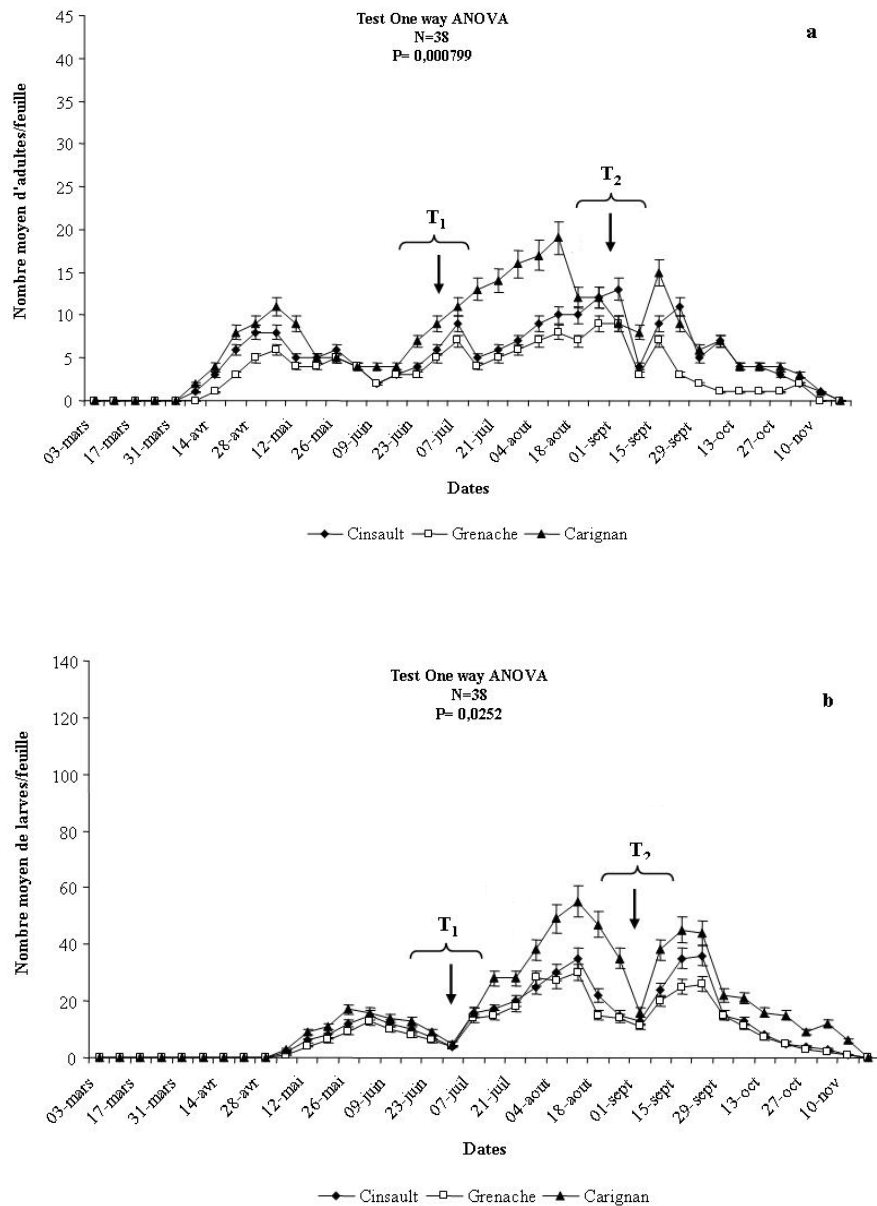 Test One way ANOVA
N=38
P= 0,000799
a
Nombre moyen d'adultes/feuille
45
40
35
30
25
20
15
10
5
0
T1
T2
03-mars
17-mars
31-mars
14-avr
28-avr
12-mai
26-mai
09-juin
23-juin
07-juil
21-juil
04-aout
18-aout
01-sept
15-sept
29-sept
13-oct
27-oct
10-nov
Dates
Cinsault Grenache Carignan
Test One way ANOVA
N=38
P= 0,0252
b
Nombre moyen de larves/feuille
140
120
100
80
60
40
20
0
T1
T2
03-mars
17-mars
31-mars
14-avr
28-avr
12-mai
26-mai
09-juin
23-juin
07-juil
21-juil
04-aout
18-aout
01-sept
15-sept
29-sept
13-oct
27-oct
10-nov
Dates
Cinsault Grenache Carignan